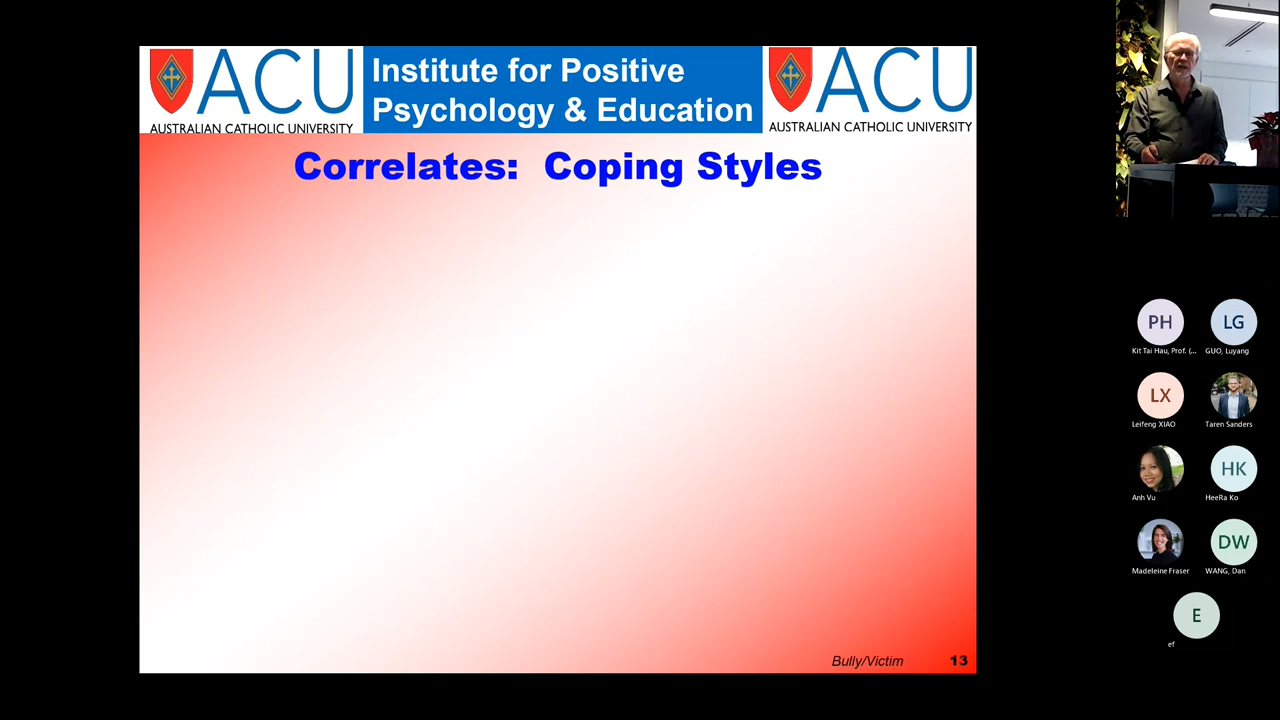 ACU
AUSTRALIAN CATHOLIC UNIVERSITY
Institute for Positive
Psychology & Education
ACU
AUSTRALIAN CATHOLIC UNIVERSITY
Correlates: Coping Styles
Bully/Victim 13
PH LG
Kit Tai Hau, Prof. (... GUO, Luyang
LX
Leifeng XIAO Taren Sanders
HK
Anh Vu HeeRa Ko
DW
Madeleine Fraser WANG, Dan
E
ef